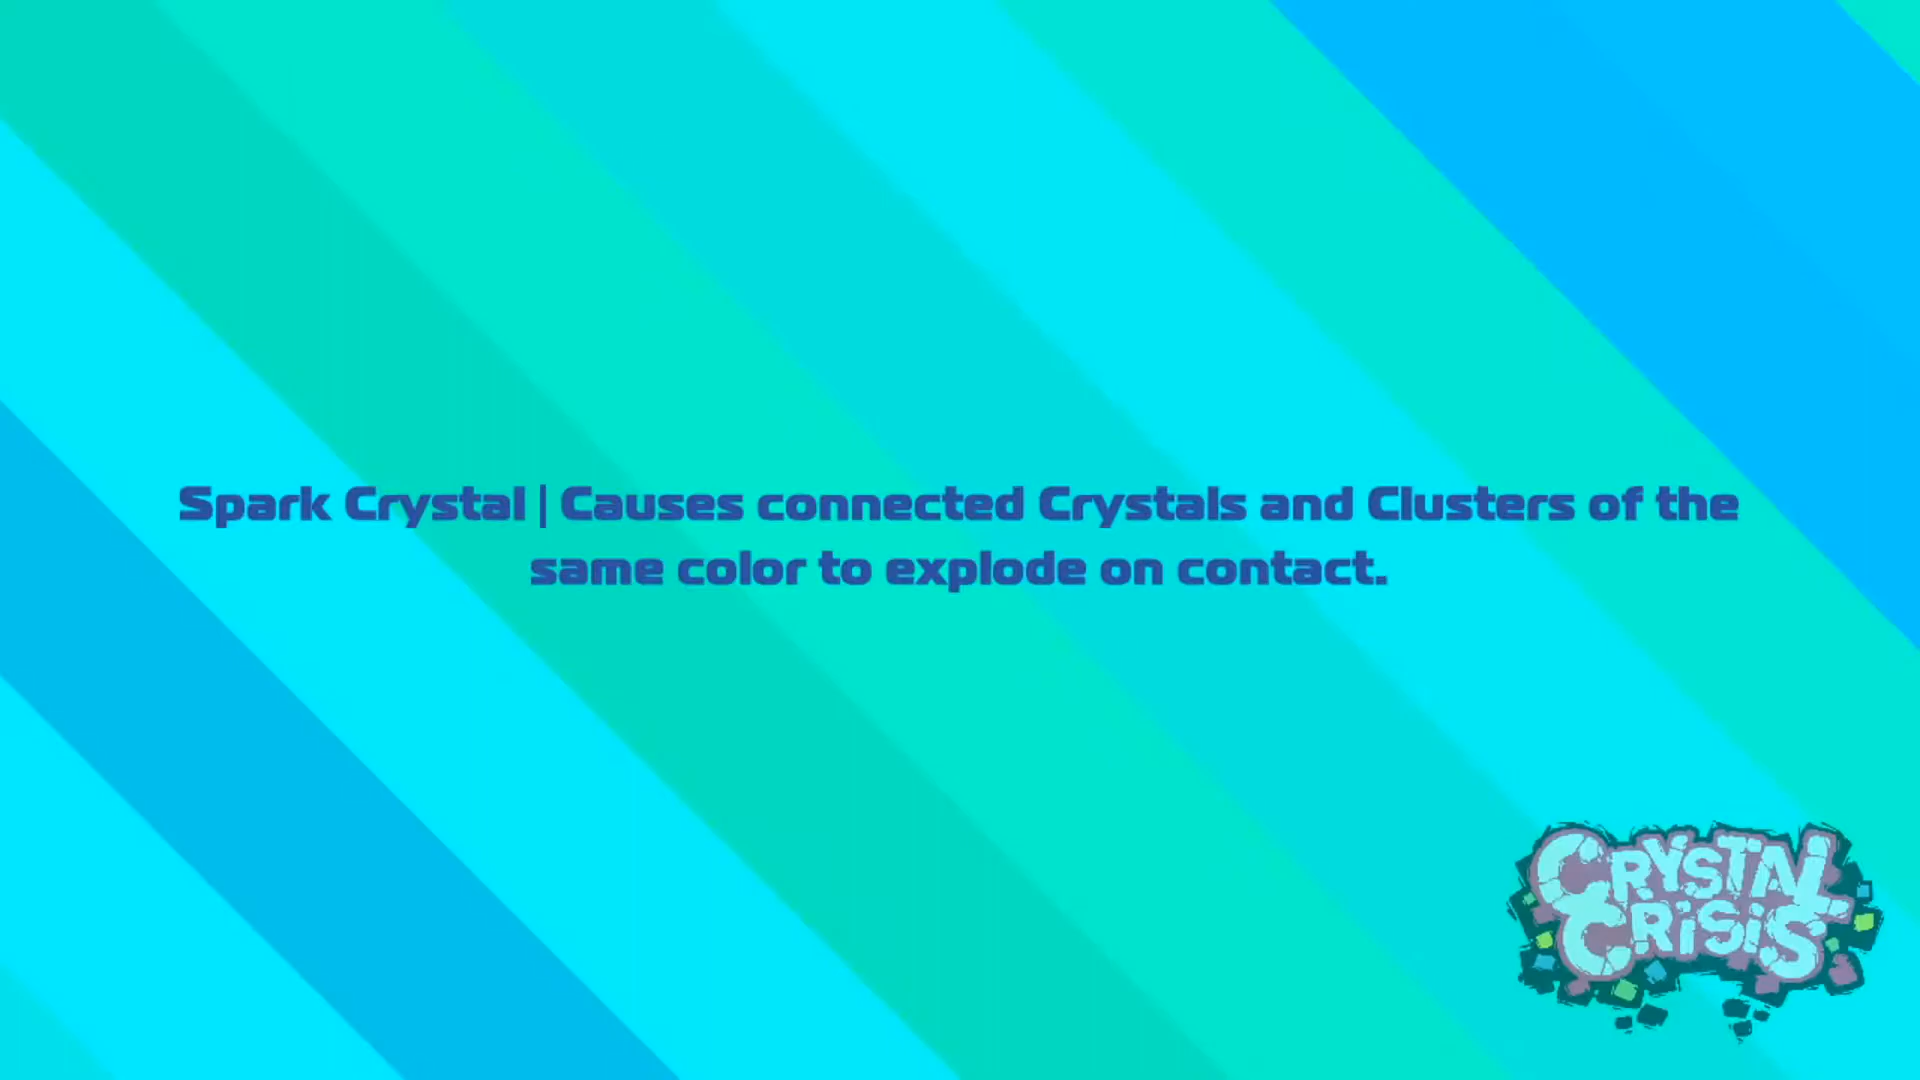 Spark Crystal | Causes connected Crystals and Clusters of the
same color to explode on contact.
CRYSTAL
CRISIS